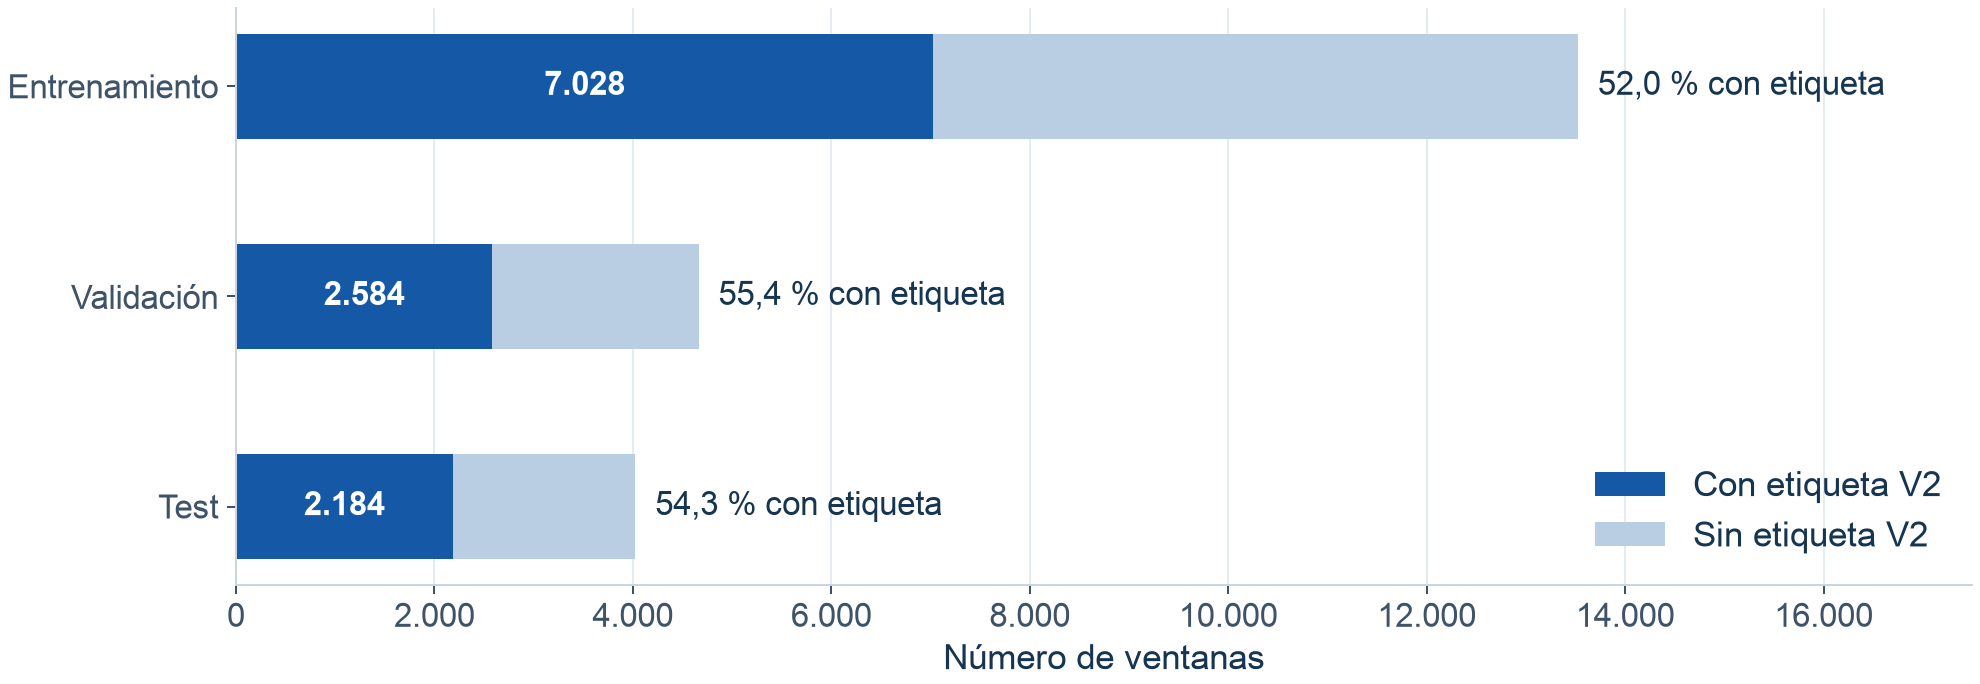 Entrenamiento
7.028
52,0 % con etiqueta
Validación
2.584
55,4 % con etiqueta
Test
2.184
54,3 % con etiqueta
Con etiqueta V2
Sin etiqueta V2
0 2.000 4.000 6.000 8.000 10.000 12.000 14.000 16.000
Número de ventanas